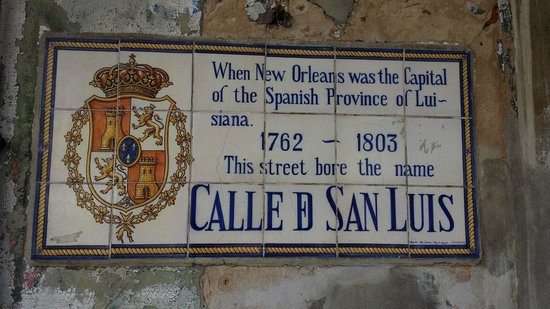 When New Orleans was the Capital
of the Spanish Province of Lui-
siana.
1762 ~ 1803
This street bore the name
CALLE D SAN LUIS